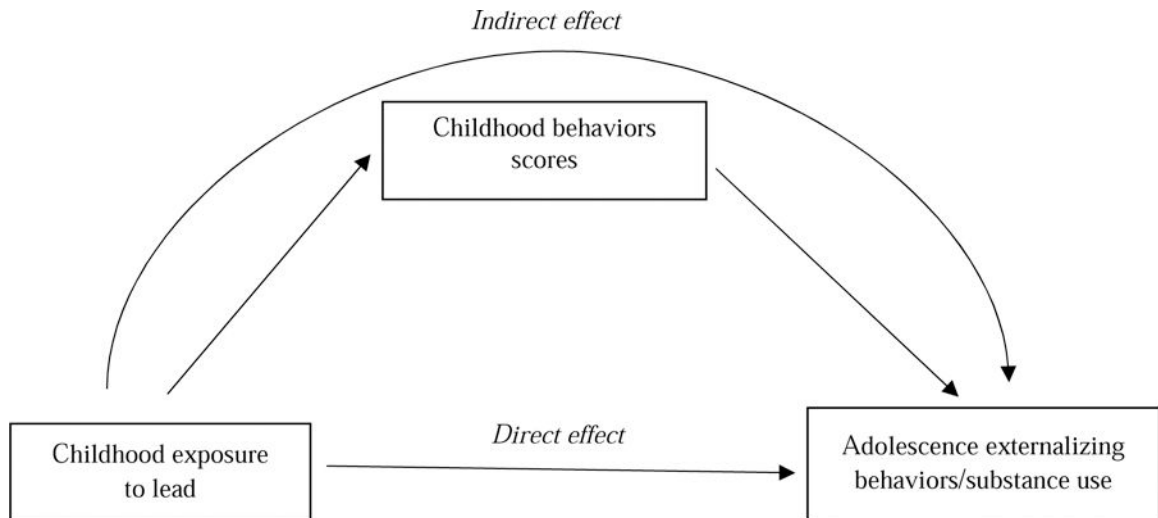 Indirect effect
Childhood behaviors
scores
Direct effect
Childhood exposure
to lead
Adolescence externalizing
behaviors/substance use